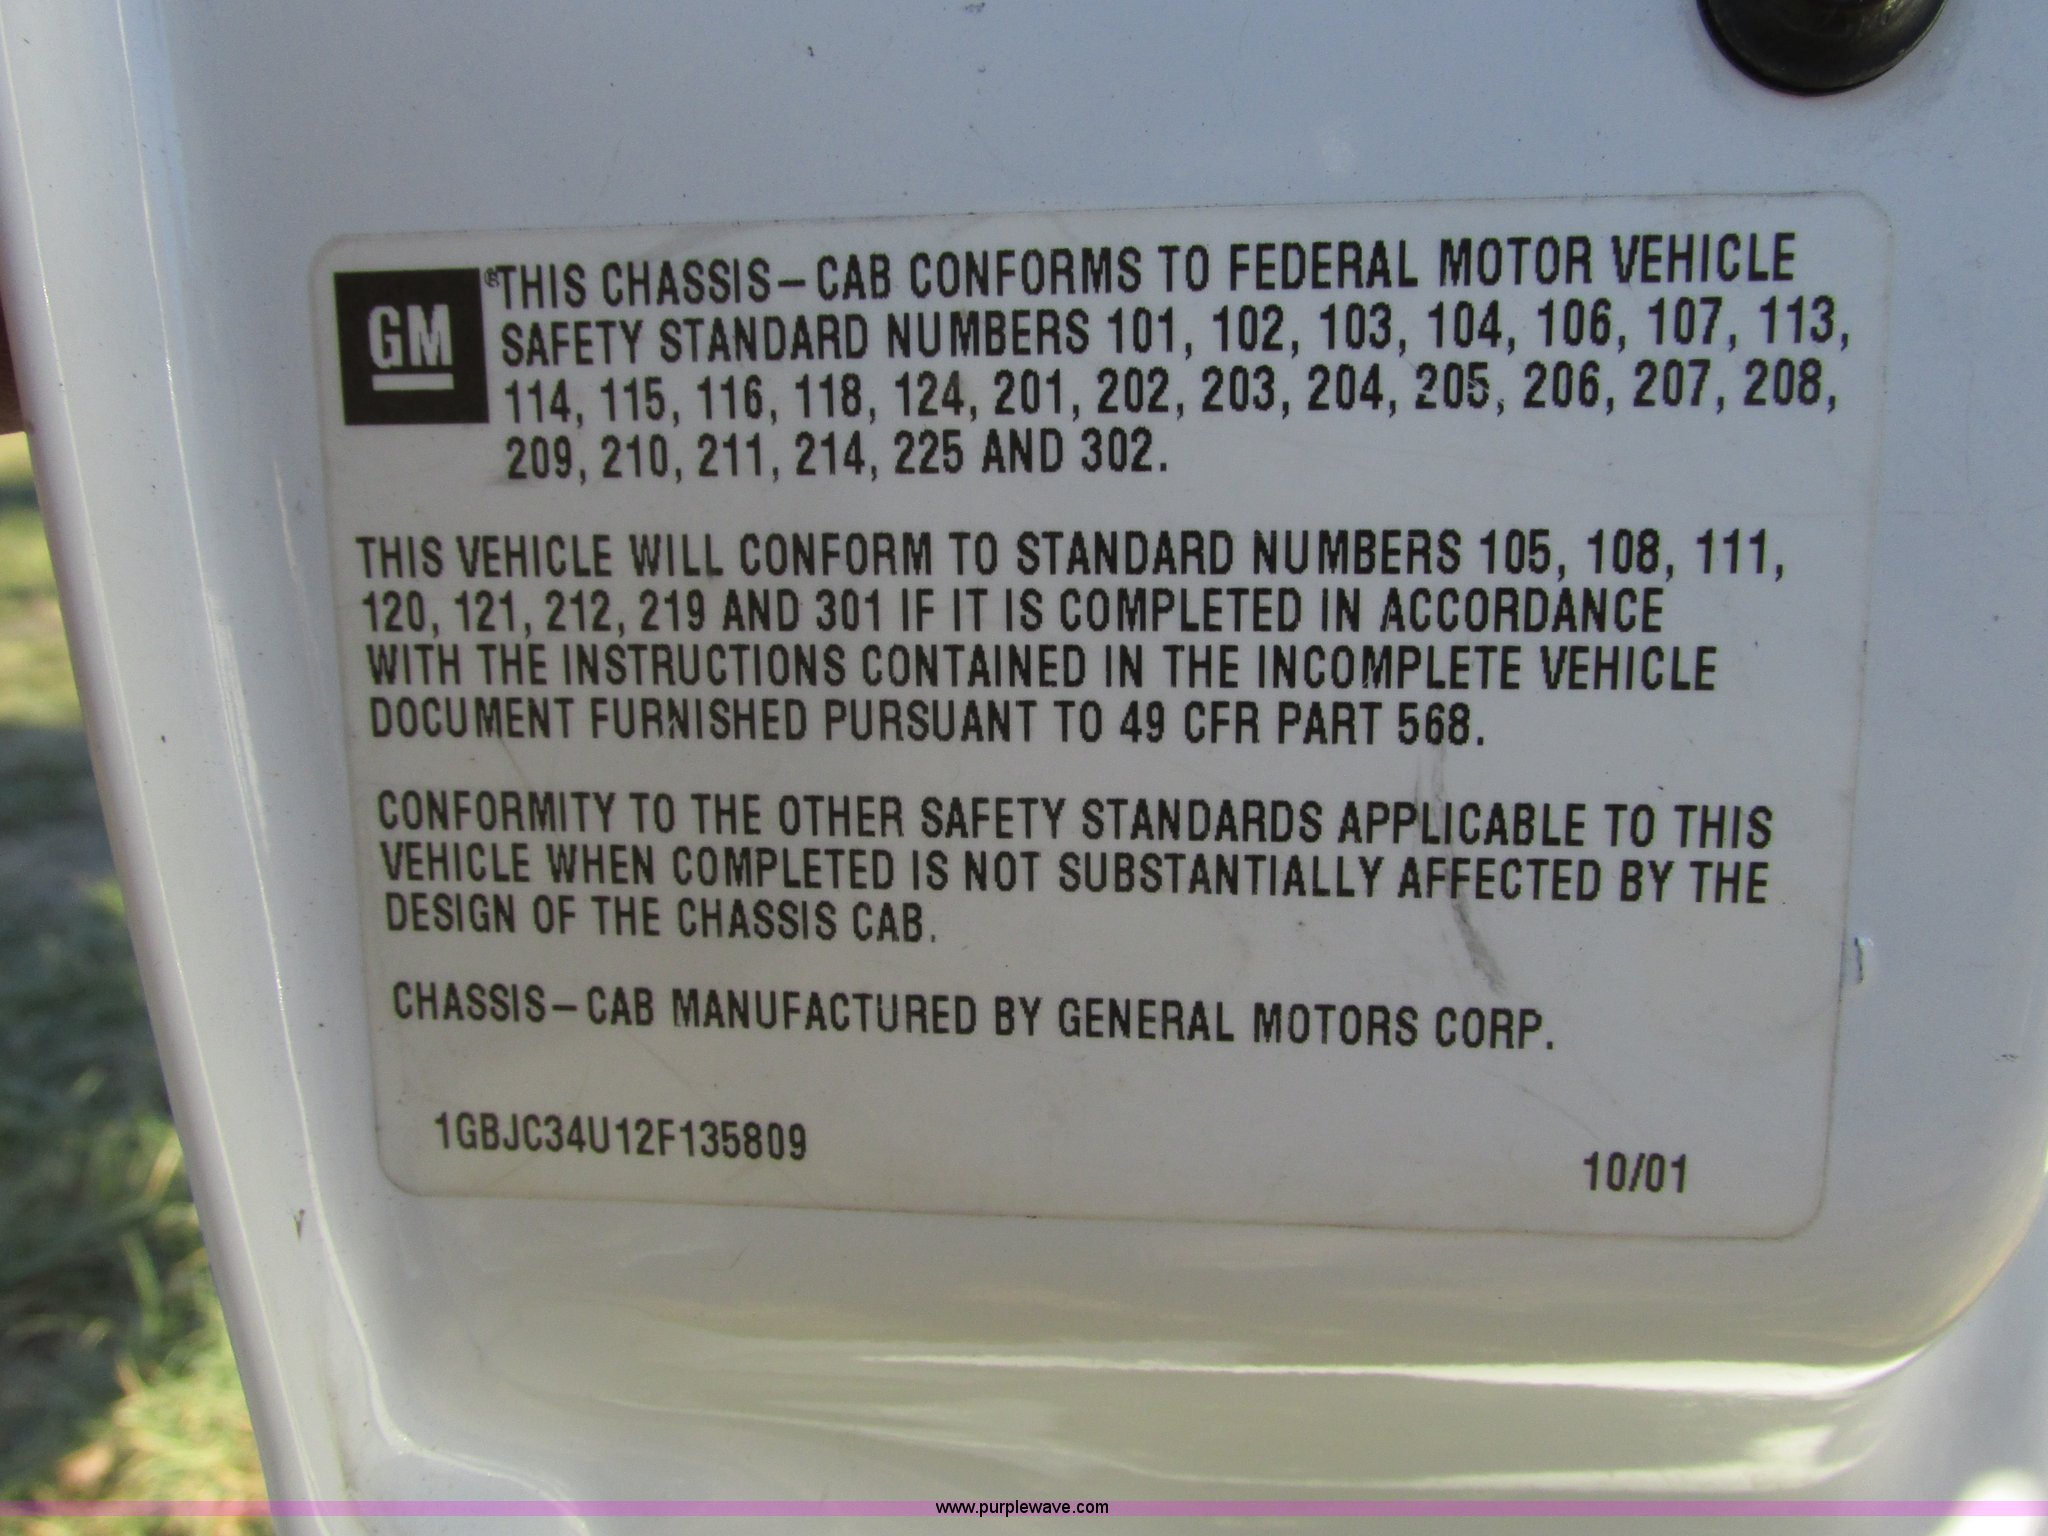 GM
®THIS CHASSIS-CAB CONFORMS TO FEDERAL MOTOR VEHICLE
SAFETY STANDARD NUMBERS 101, 102, 103, 104, 106, 107, 113,
114, 115, 116, 118, 124, 201, 202, 203, 204, 205, 206, 207, 208,
209, 210, 211, 214, 225 AND 302.
THIS VEHICLE WILL CONFORM TO STANDARD NUMBERS 105, 108, 111,
120, 121, 212, 219 AND 301 IF IT IS COMPLETED IN ACCORDANCE
WITH THE INSTRUCTIONS CONTAINED IN THE INCOMPLETE VEHICLE
DOCUMENT FURNISHED PURSUANT TO 49 CFR PART 568.
CONFORMITY TO THE OTHER SAFETY STANDARDS APPLICABLE TO THIS
VEHICLE WHEN COMPLETED IS NOT SUBSTANTIALLY AFFECTED BY THE
DESIGN OF THE CHASSIS CAB.
CHASSIS-CAB MANUFACTURED BY GENERAL MOTORS CORP.
1GBJC34U12F135809
10/01
www.purplewave.com